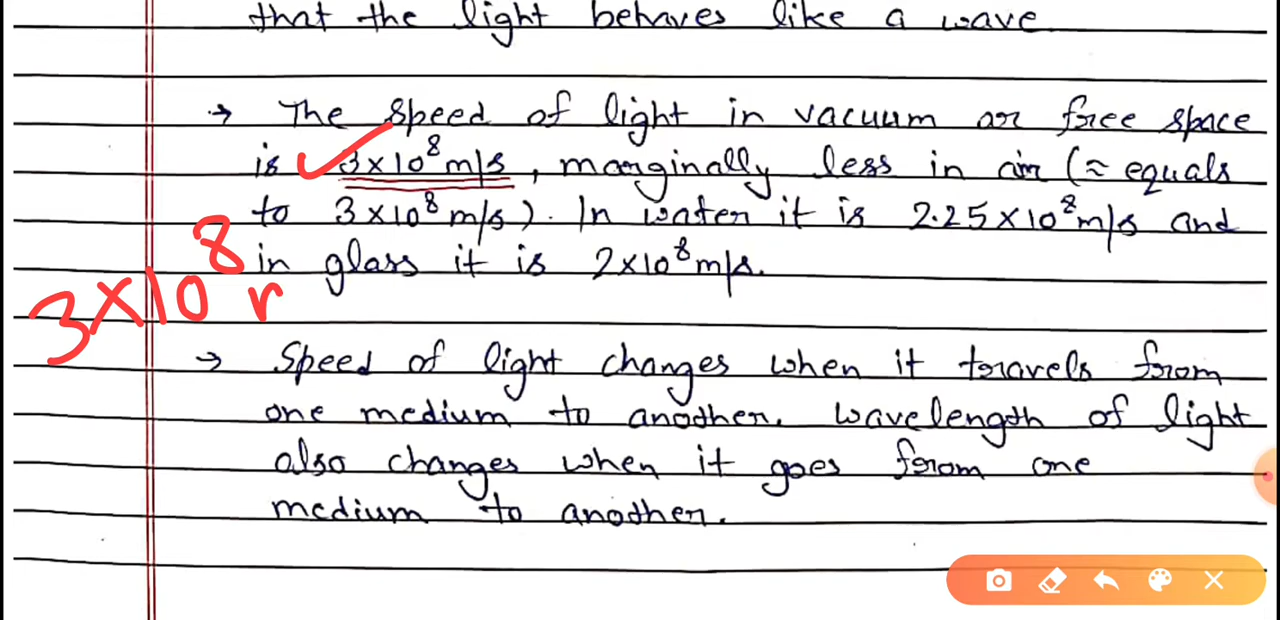 that the light behaves like a wave
→ The speed of light in vacuum or free space
is 3×10⁸ m/s, marginally less in air (≈ equals
to 3×10⁸ m/s). In water it is 2.25×10⁸ m/s and
in glass it is 2×10⁸ m/s.
3×10⁸ r
→ Speed of light changes when it travels from
one medium to another. Wavelength of light
also changes when it goes from one
medium to another.